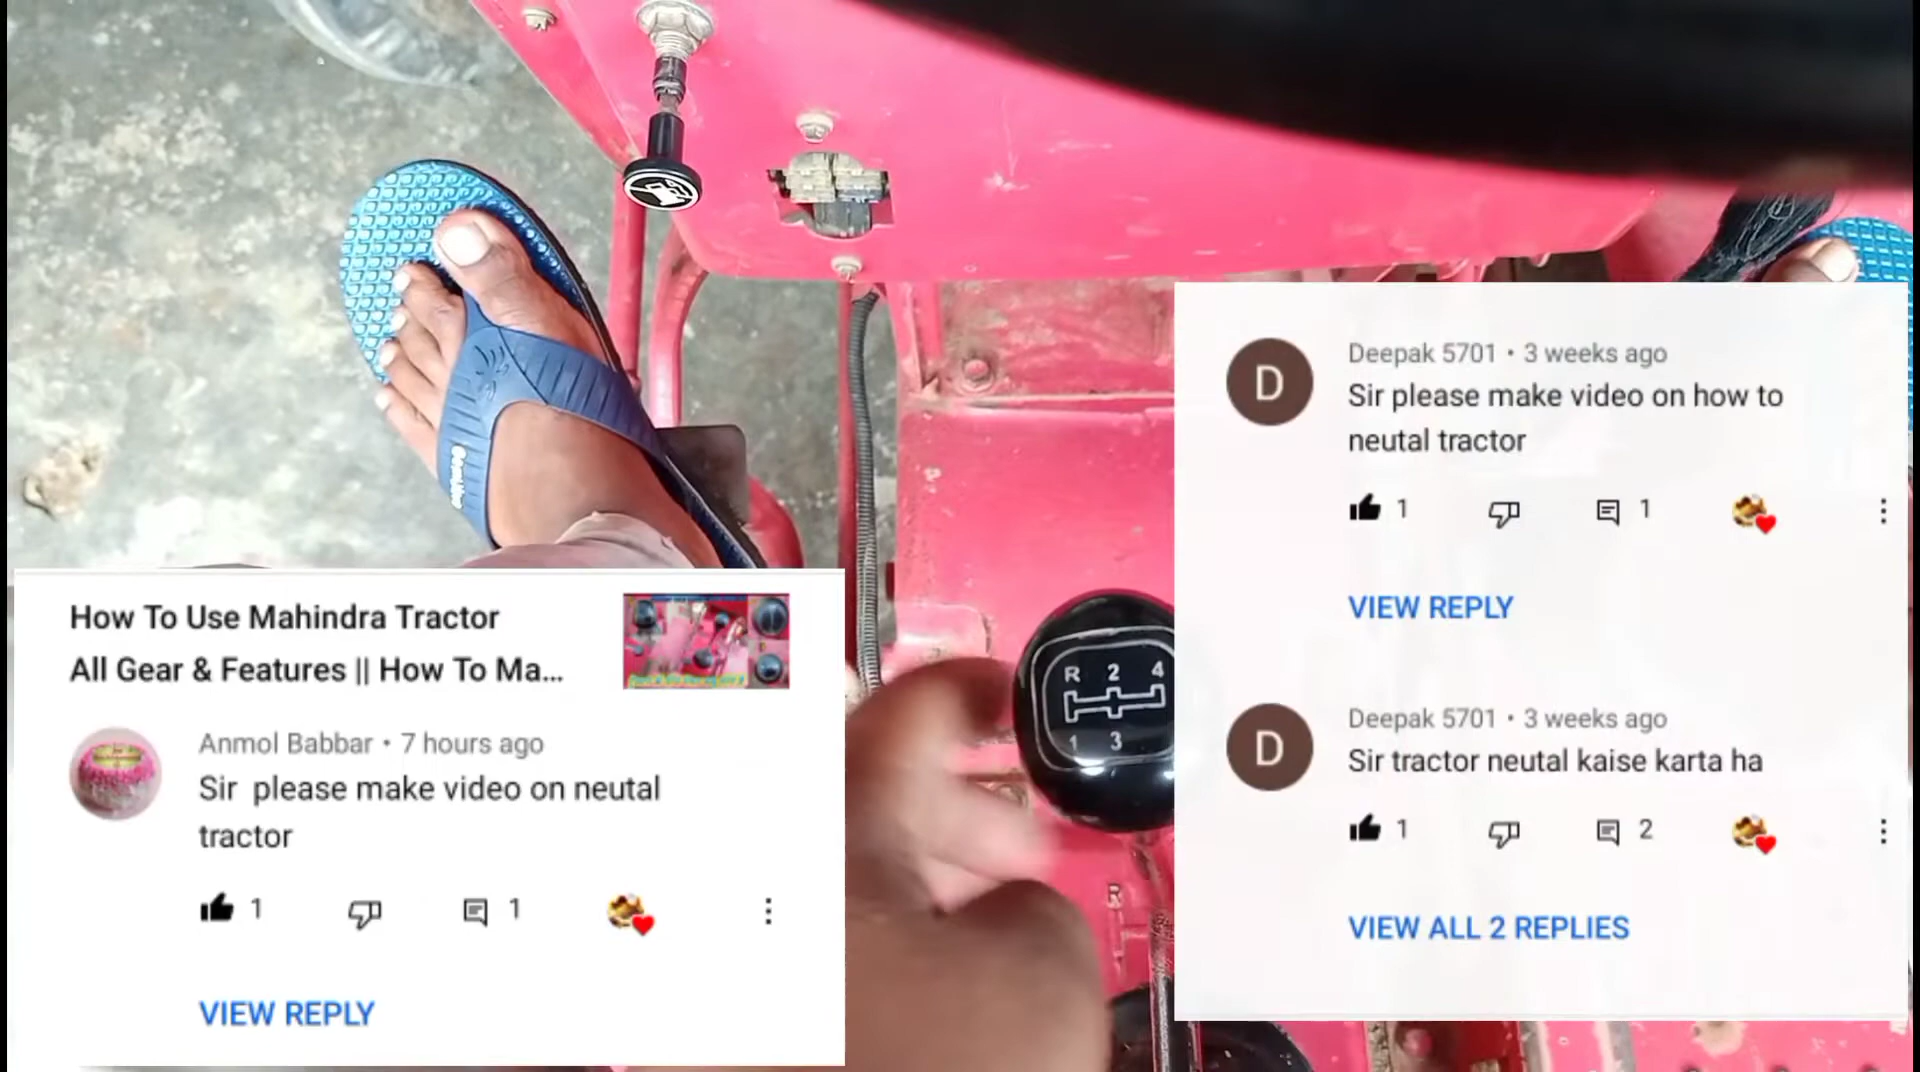 R 2 4
1 3
R
How To Use Mahindra Tractor
All Gear & Features || How To Ma...
Anmol Babbar • 7 hours ago
Sir please make video on neutal
tractor
1
1
VIEW REPLY
Deepak 5701 • 3 weeks ago
D
Sir please make video on how to
neutal tractor
1
1
VIEW REPLY
Deepak 5701 • 3 weeks ago
D
Sir tractor neutal kaise karta ha
1
2
VIEW ALL 2 REPLIES